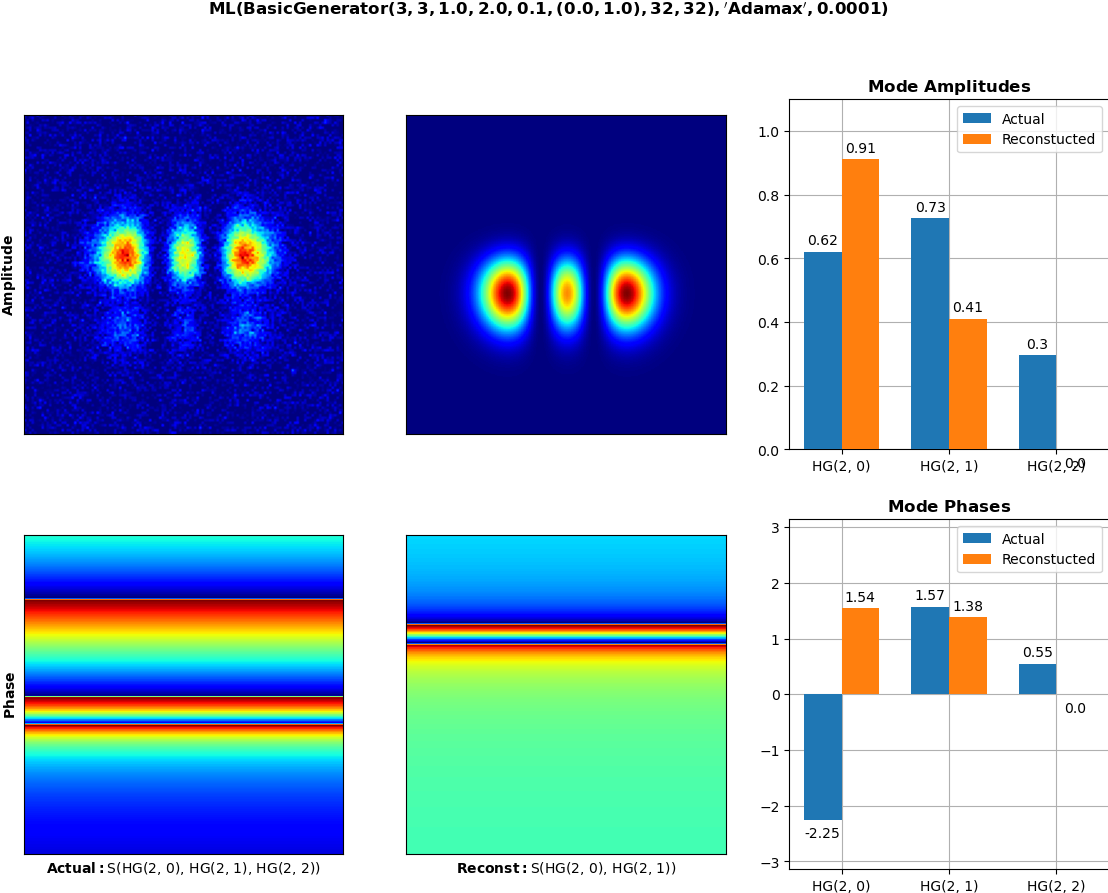 ML(BasicGenerator(3, 3, 1.0, 2.0, 0.1, (0.0, 1.0), 32, 32), ′Adamax′, 0.0001)
Amplitude
Mode Amplitudes
Actual
Reconstucted
1.0
0.8
0.6
0.4
0.2
0.0
0.62
0.91
0.73
0.41
0.3
0.0
HG(2, 0)
HG(2, 1)
HG(2, 2)
Phase
Actual: S(HG(2, 0), HG(2, 1), HG(2, 2))
Reconst: S(HG(2, 0), HG(2, 1))
Mode Phases
Actual
Reconstucted
3
2
1
0
−1
−2
−3
-2.25
1.54
1.57
1.38
0.55
0.0
HG(2, 0)
HG(2, 1)
HG(2, 2)